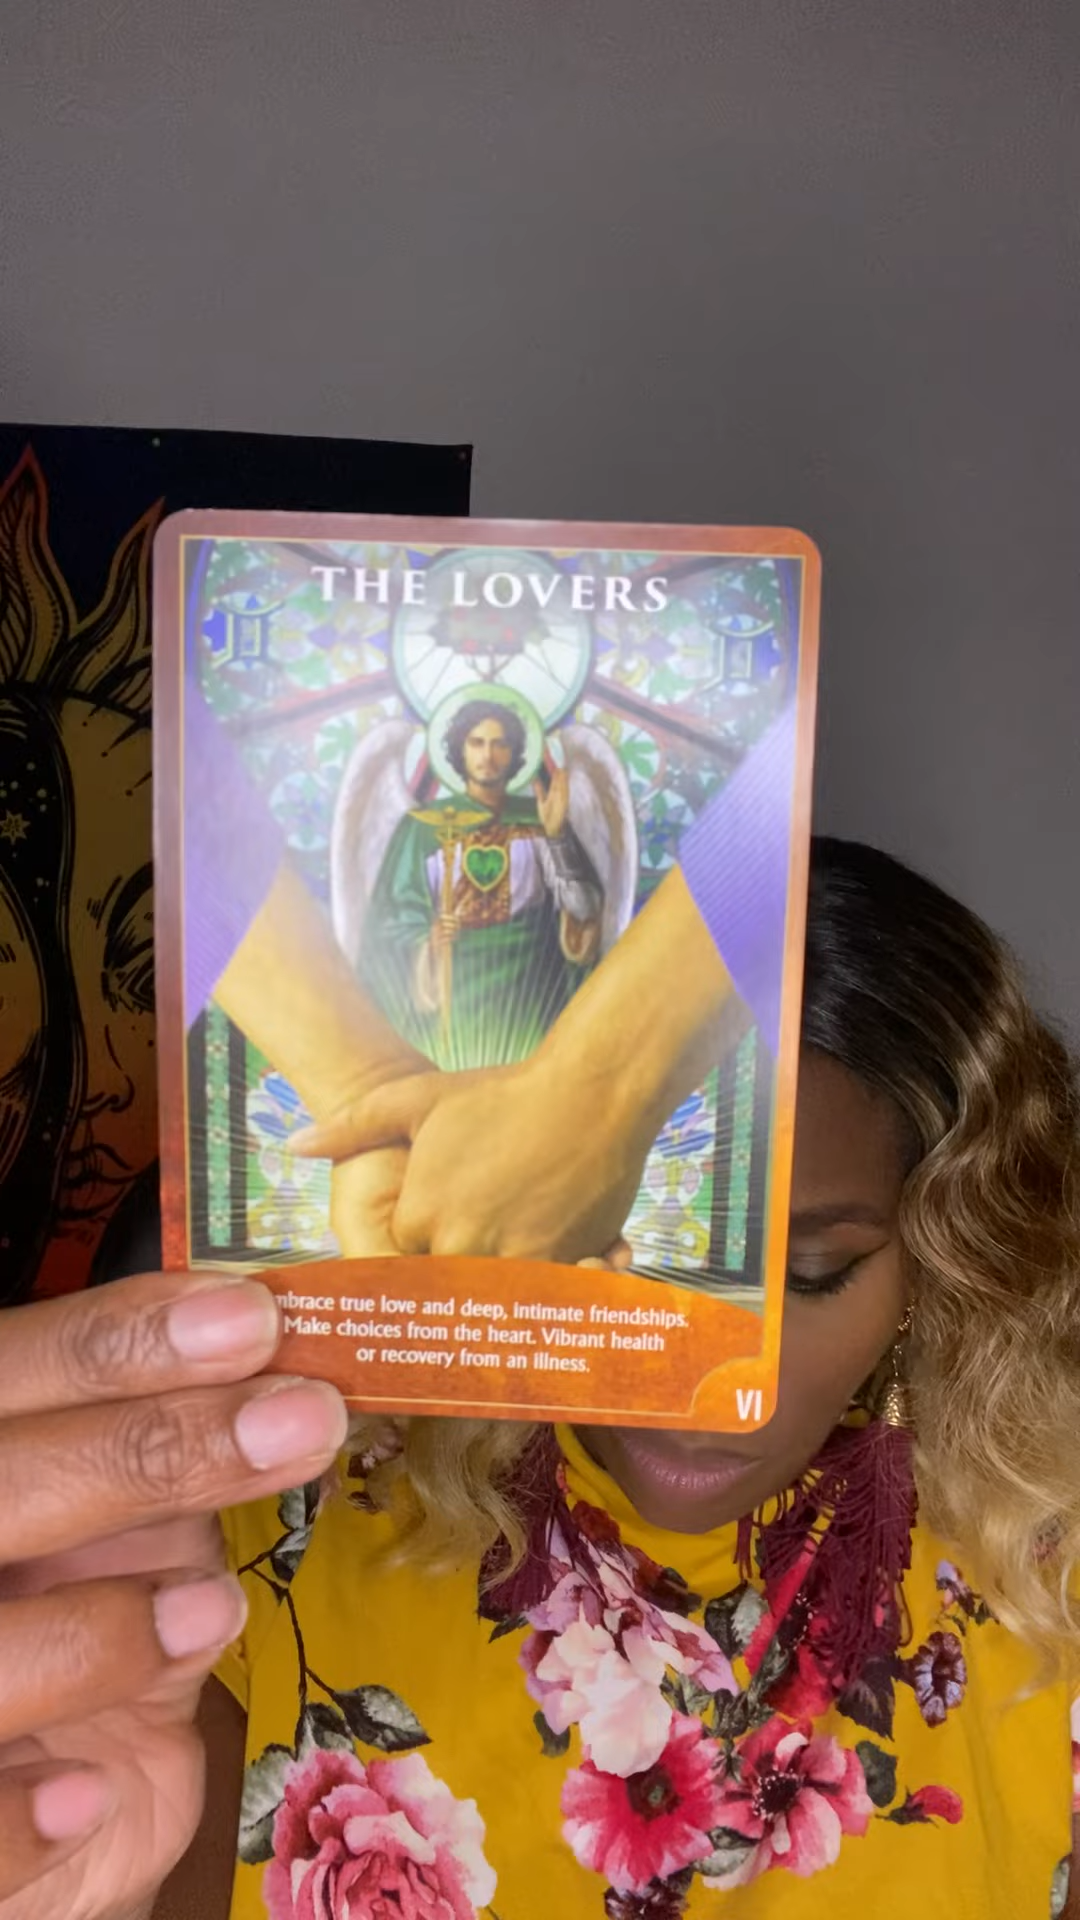 THE LOVERS
mbrace true love and deep, intimate friendships.
Make choices from the heart. Vibrant health
or recovery from an illness.
VI